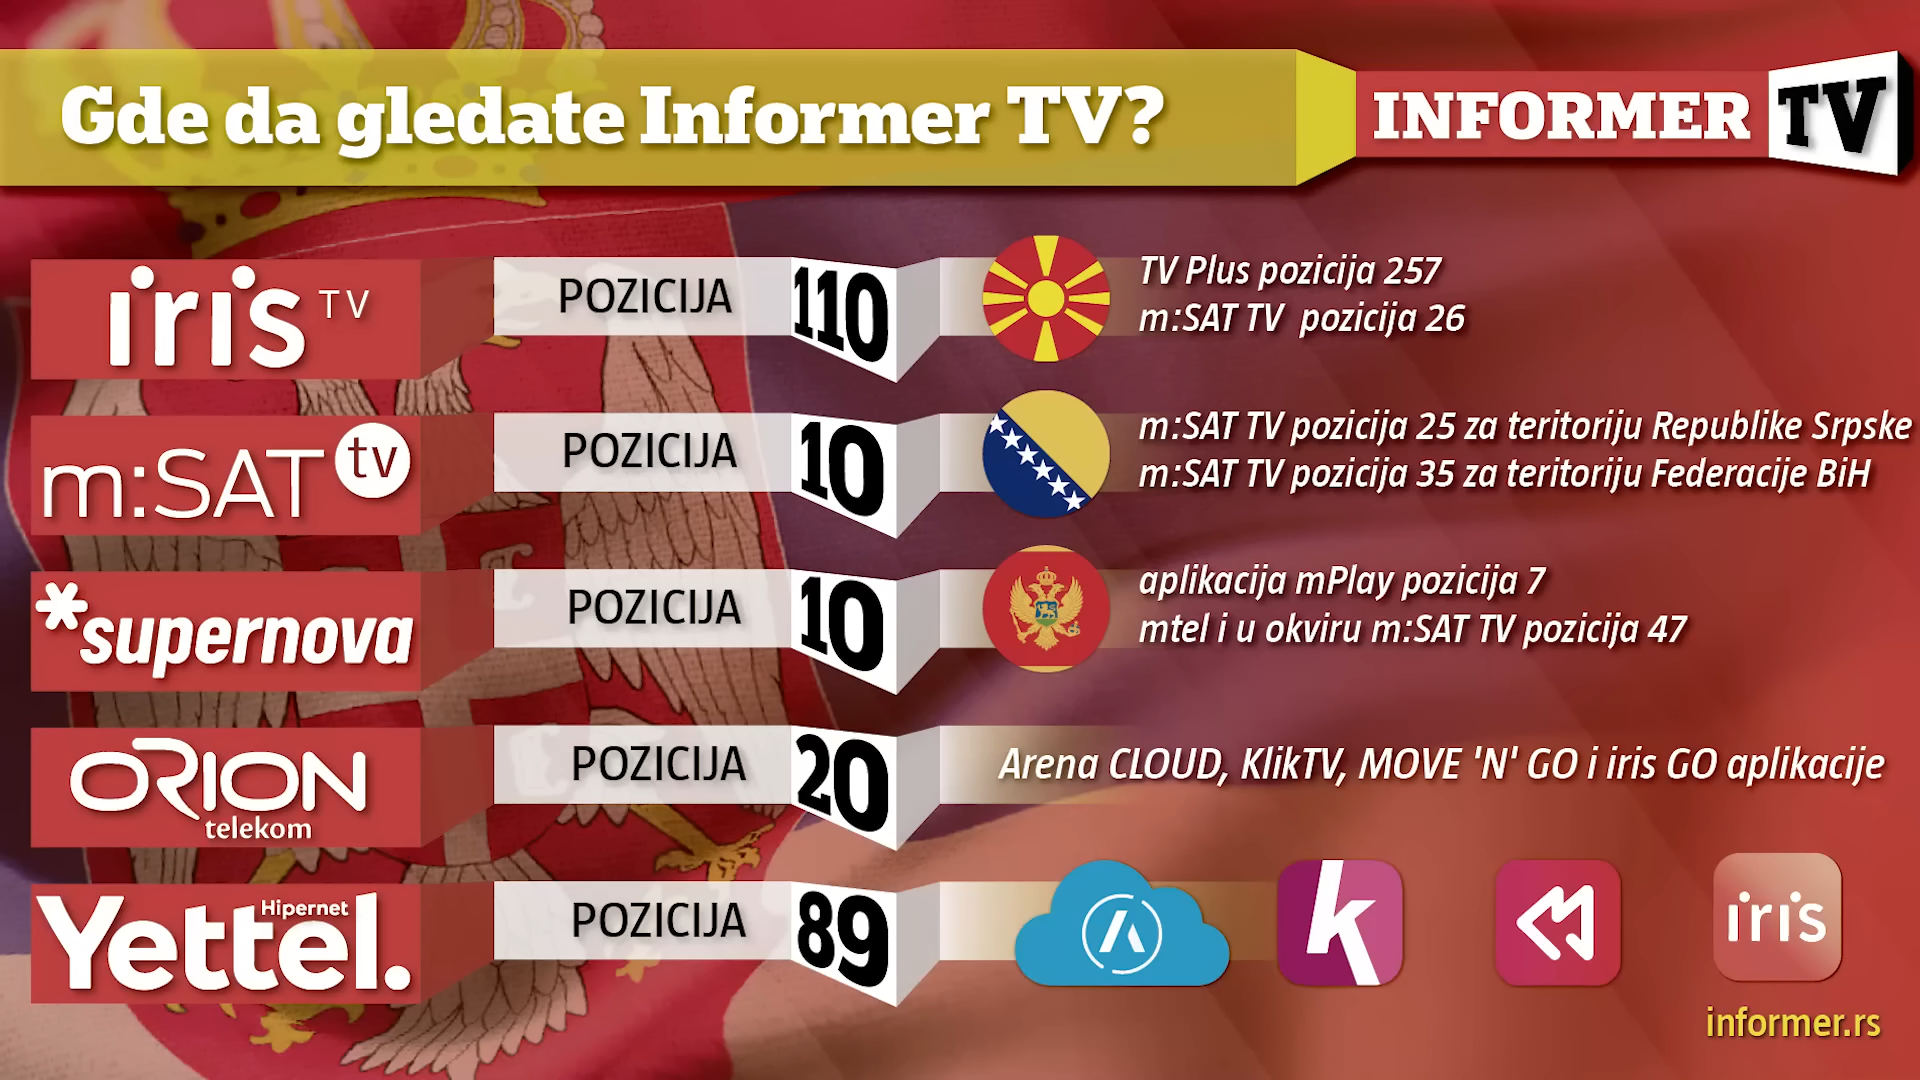 Gde da gledate Informer TV?
INFORMER TV
iris TV
POZICIJA 110
m:SAT tv
POZICIJA 10
*supernova
POZICIJA 10
ORION telekom
POZICIJA 20
Yettel. Hipernet
POZICIJA 89
TV Plus pozicija 257
m:SAT TV pozicija 26
m:SAT TV pozicija 25 za teritoriju Republike Srpske
m:SAT TV pozicija 35 za teritoriju Federacije BiH
aplikacija mPlay pozicija 7
mtel i u okviru m:SAT TV pozicija 47
Arena CLOUD, KlikTV, MOVE 'N' GO i iris GO aplikacije
k
iris
informer.rs